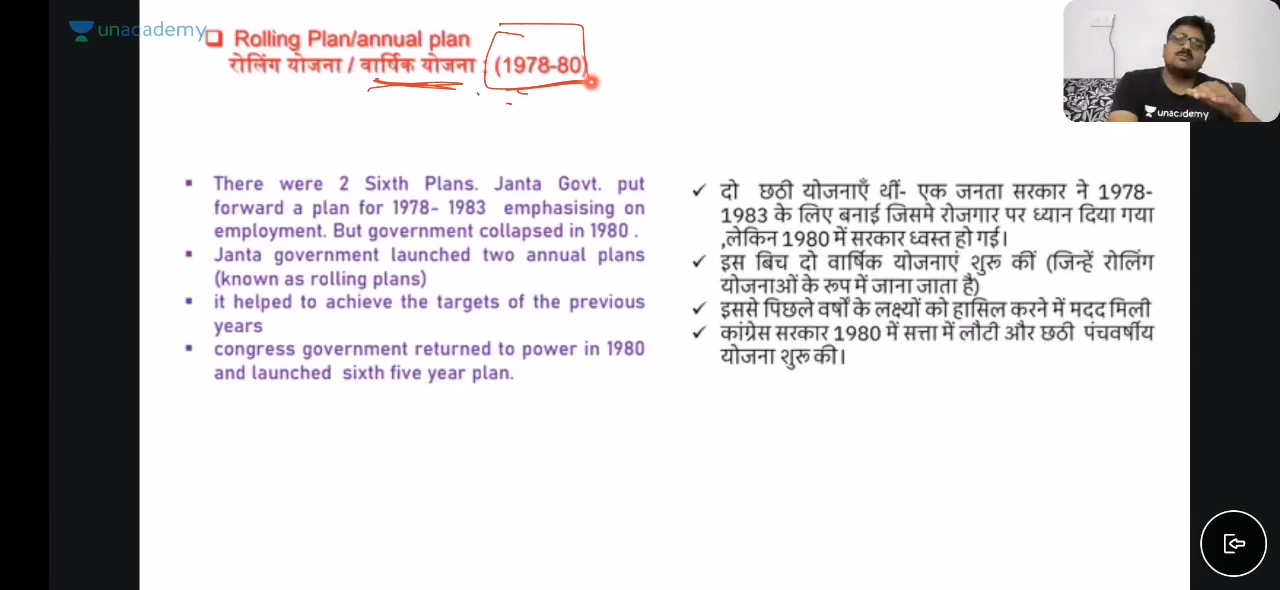 unacademy
Rolling Plan/annual plan
रोलिंग योजना / वार्षिक योजना : (1978-80)
unacademy
There were 2 Sixth Plans. Janta Govt. put
forward a plan for 1978- 1983 emphasising on
employment. But government collapsed in 1980 .
Janta government launched two annual plans
(known as rolling plans)
it helped to achieve the targets of the previous
years
congress government returned to power in 1980
and launched sixth five year plan.
दो छठी योजनाएँ थीं- एक जनता सरकार ने 1978-
1983 के लिए बनाई जिसमे रोजगार पर ध्यान दिया गया
,लेकिन 1980 में सरकार ध्वस्त हो गई।
इस बिच दो वार्षिक योजनाएं शुरू कीं (जिन्हें रोलिंग
योजनाओं के रूप में जाना जाता है)
इससे पिछले वर्षों के लक्ष्यों को हासिल करने में मदद मिली
कांग्रेस सरकार 1980 में सत्ता में लौटी और छठी पंचवर्षीय
योजना शुरू की।